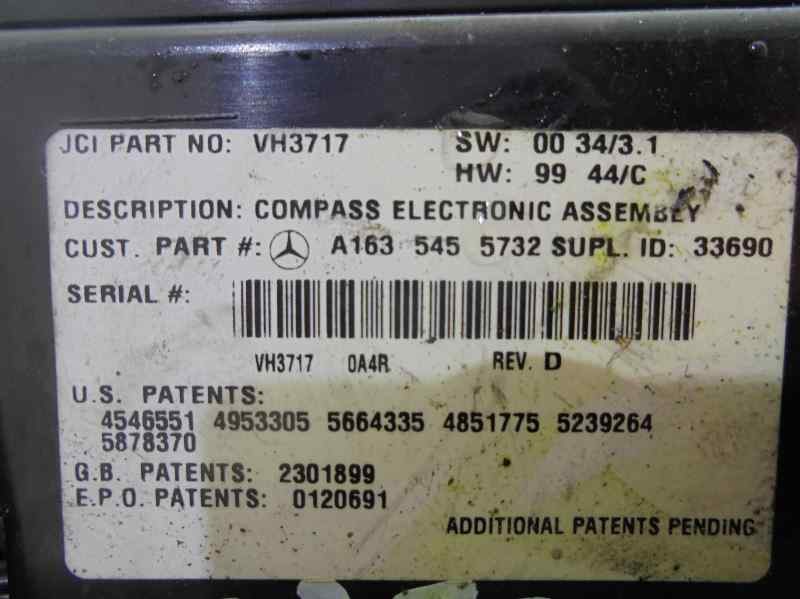 JCI PART NO: VH3717 SW: 00 34/3.1
HW: 99 44/C
DESCRIPTION: COMPASS ELECTRONIC ASSEMBLY
CUST. PART #: A163 545 5732 SUPL. ID: 33690
SERIAL #:
VH3717 0A4R REV. D
U.S. PATENTS:
4546551 4953305 5664335 4851775 5239264
5878370
G.B. PATENTS: 2301899
E.P.O. PATENTS: 0120691
ADDITIONAL PATENTS PENDING